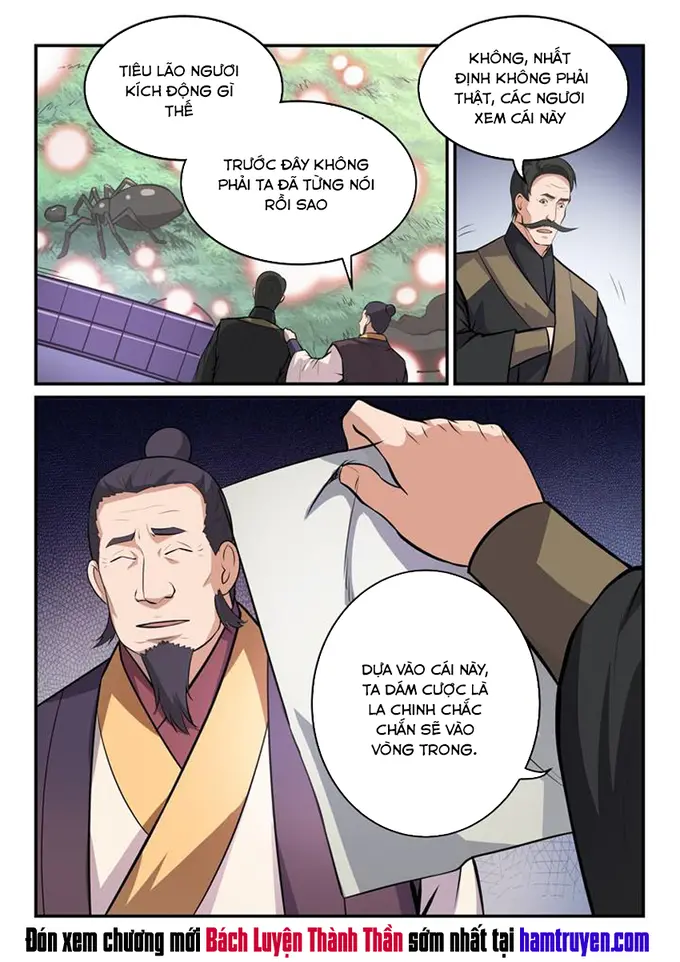 TIÊU LÃO NGƯƠI
KÍCH ĐỘNG GÌ
THẾ
TRƯỚC ĐÂY KHÔNG
PHẢI TA ĐÃ TỪNG NÓI
RỒI SAO
KHÔNG, NHẤT
ĐỊNH KHÔNG PHẢI
THẬT, CÁC NGƯƠI
XEM CÁI NÀY
DỰA VÀO CÁI NÀY,
TA DÁM CƯỢC LÀ
LA CHINH CHẮC
CHẮN SẼ VÀO
VÒNG TRONG.
Đón xem chương mới Bách Luyện Thành Thần sớm nhất tại hamtruyen.com